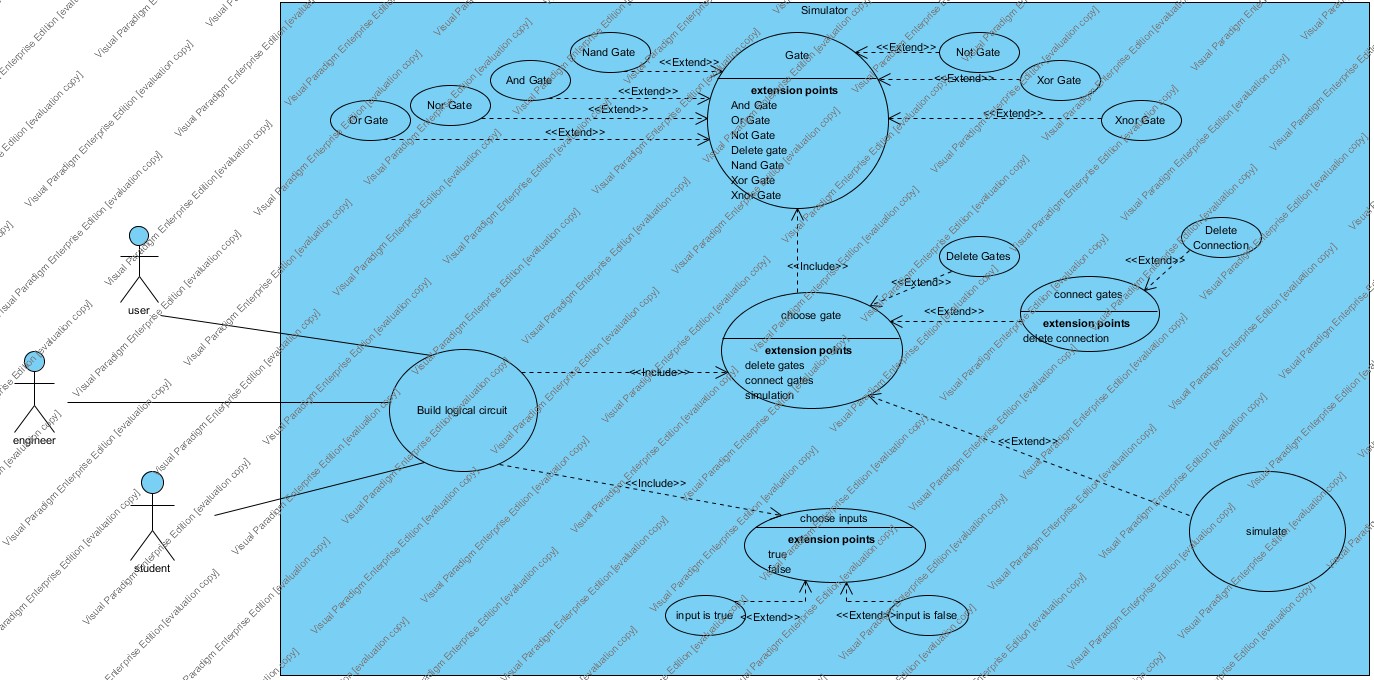 Simulator
Nand Gate
And Gate
Nor Gate
Or Gate
<<Extend>>
<<Extend>>
<<Extend>>
<<Extend>>
Gate
extension points
And Gate
Or Gate
Not Gate
Delete gate
Nand Gate
Xor Gate
Xnor Gate
<<Extend>>
Not Gate
<<Extend>>
Xor Gate
<<Extend>>
Xnor Gate
<<Include>>
Delete Gates
<<Extend>>
Delete
Connection
<<Extend>>
connect gates
extension points
delete connection
<<Extend>>
choose gate
extension points
delete gates
connect gates
simulation
user
engineer
student
Build logical circuit
<<Include>>
<<Include>>
<<Extend>>
simulate
choose inputs
extension points
true
false
input is true
<<Extend>>
<<Extend>>
input is false
Visual Paradigm Enterprise Edition [evaluation copy]